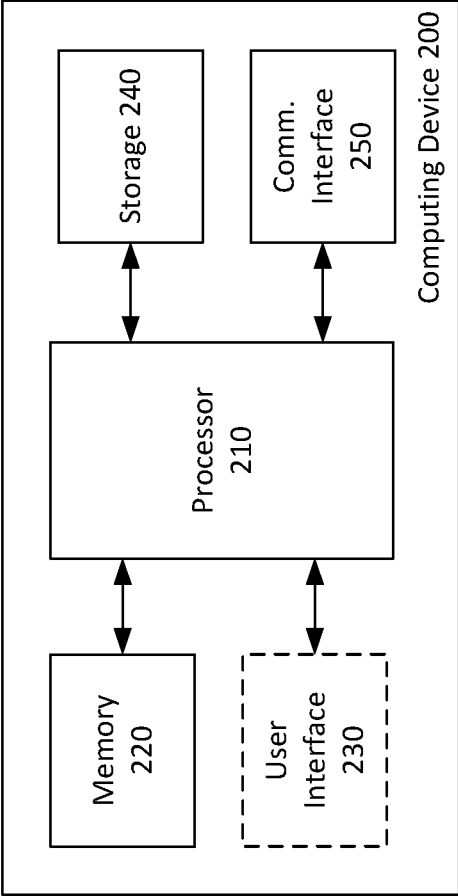 Memory
220
User
Interface
230
Processor
210
Storage 240
Comm.
Interface
250
Computing Device 200